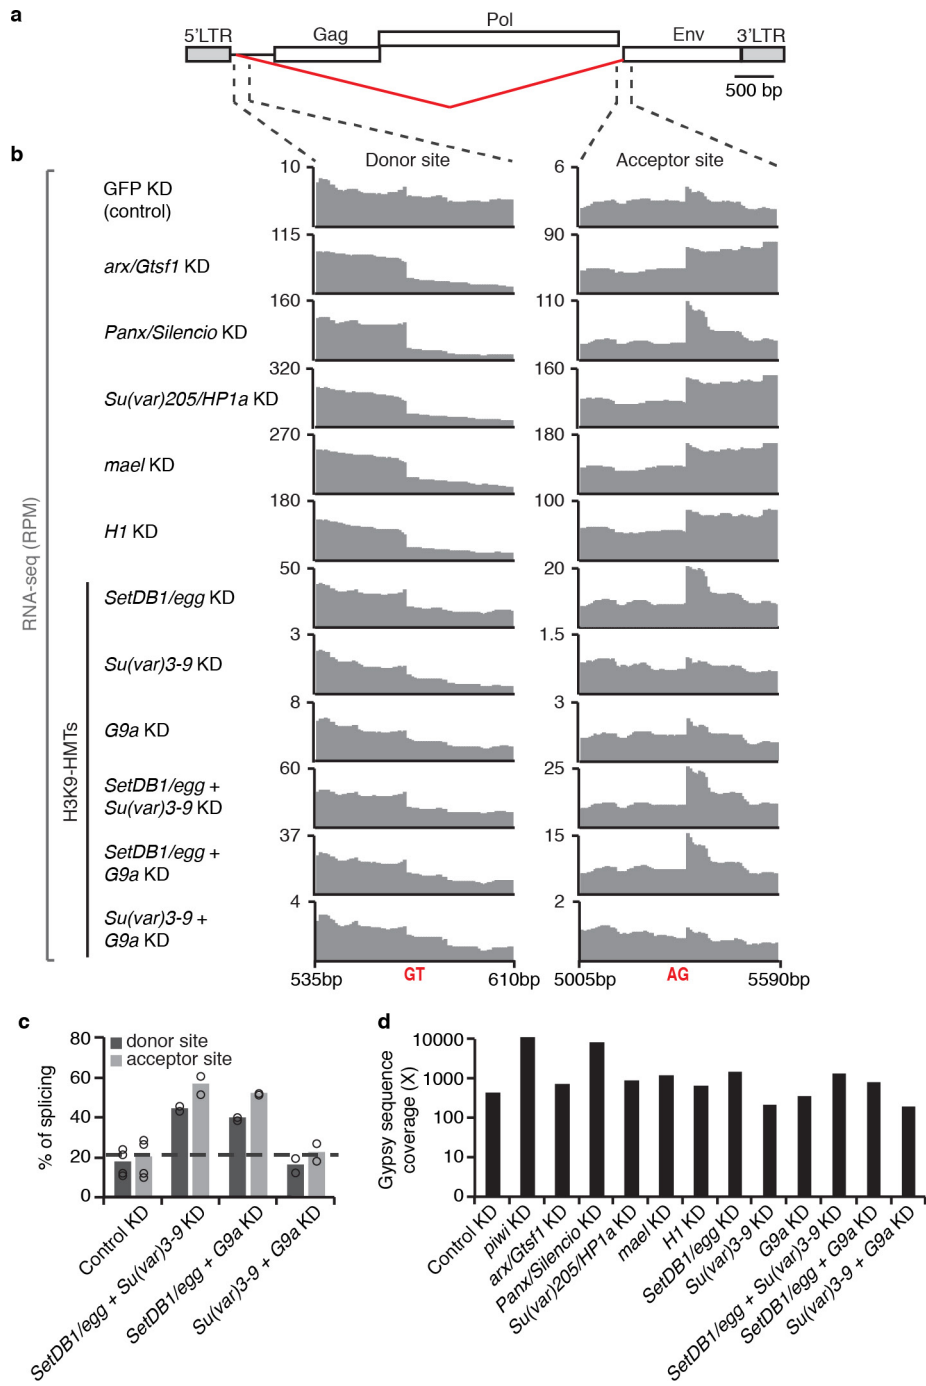 a
5'LTR
Gag
Pol
Env
3'LTR
500 bp
b
Donor site
Acceptor site
RNA-seq (RPM)
H3K9-HMTs
GFP KD
(control)
10
6
arx/Gtsf1 KD
115
90
Panx/Silencio KD
160
110
Su(var)205/HP1a KD
320
160
mael KD
270
180
H1 KD
180
100
SetDB1/egg KD
50
20
Su(var)3-9 KD
3
1.5
G9a KD
8
3
SetDB1/egg +
Su(var)3-9 KD
60
25
SetDB1/egg +
G9a KD
37
15
Su(var)3-9 +
G9a KD
4
2
535bp
GT
610bp
5005bp
AG
5590bp
c
% of splicing
80
60
40
20
0
donor site
acceptor site
Control KD
SetDB1/egg + Su(var)3-9 KD
SetDB1/egg + G9a KD
Su(var)3-9 + G9a KD
d
Gypsy sequence
coverage (X)
10000
1000
100
10
0
Control KD
piwi KD
arx/Gtsf1 KD
Panx/Silencio KD
Su(var)205/HP1a KD
mael KD
H1 KD
SetDB1/egg KD
Su(var)3-9 KD
G9a KD
SetDB1/egg + Su(var)3-9 KD
SetDB1/egg + G9a KD
Su(var)3-9 + G9a KD